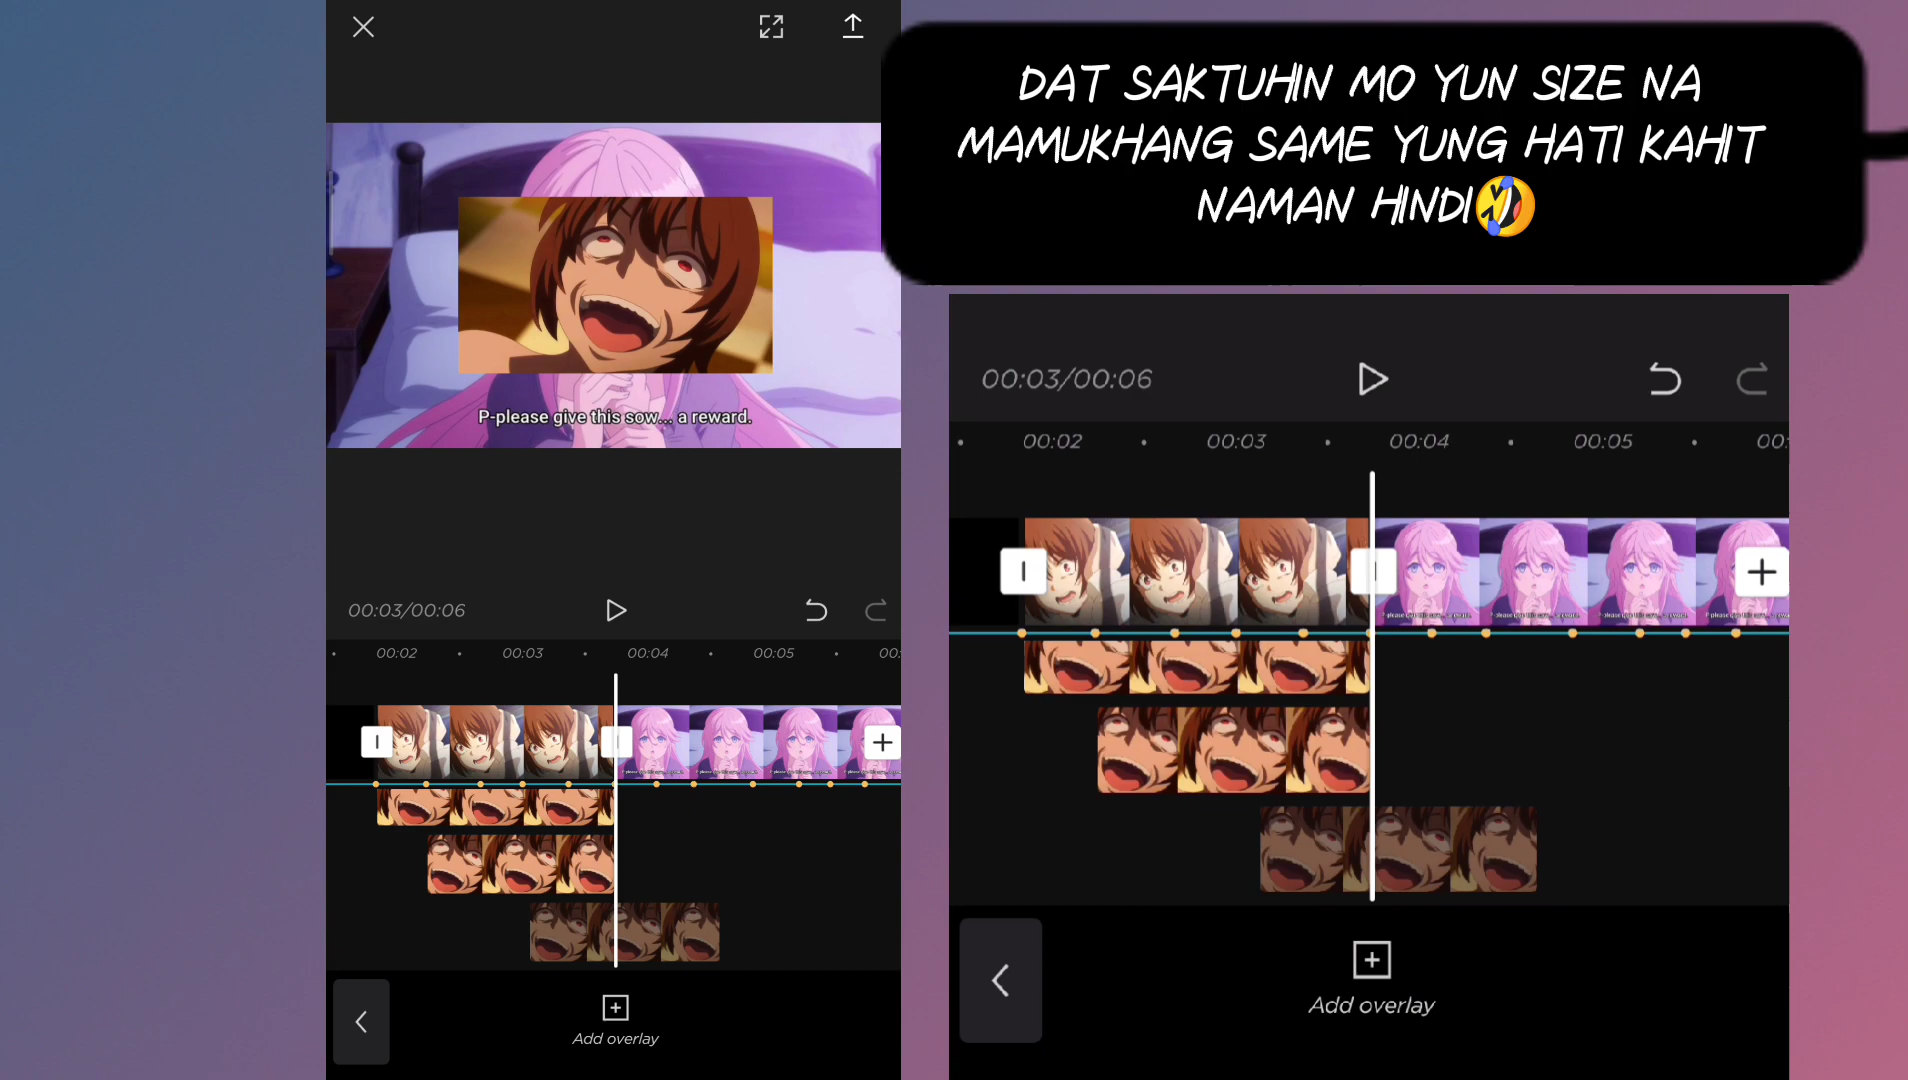 DAT SAKTUHIN MO YUN SIZE NA
MAMUKHANG SAME YUNG HATI KAHIT
NAMAN HINDI🤣
P-please give this sow... a reward.
00:03/00:06
00:02 00:03 00:04 00:05 00:
Add overlay
00:03/00:06
00:02 00:03 00:04 00:05 00:
Add overlay